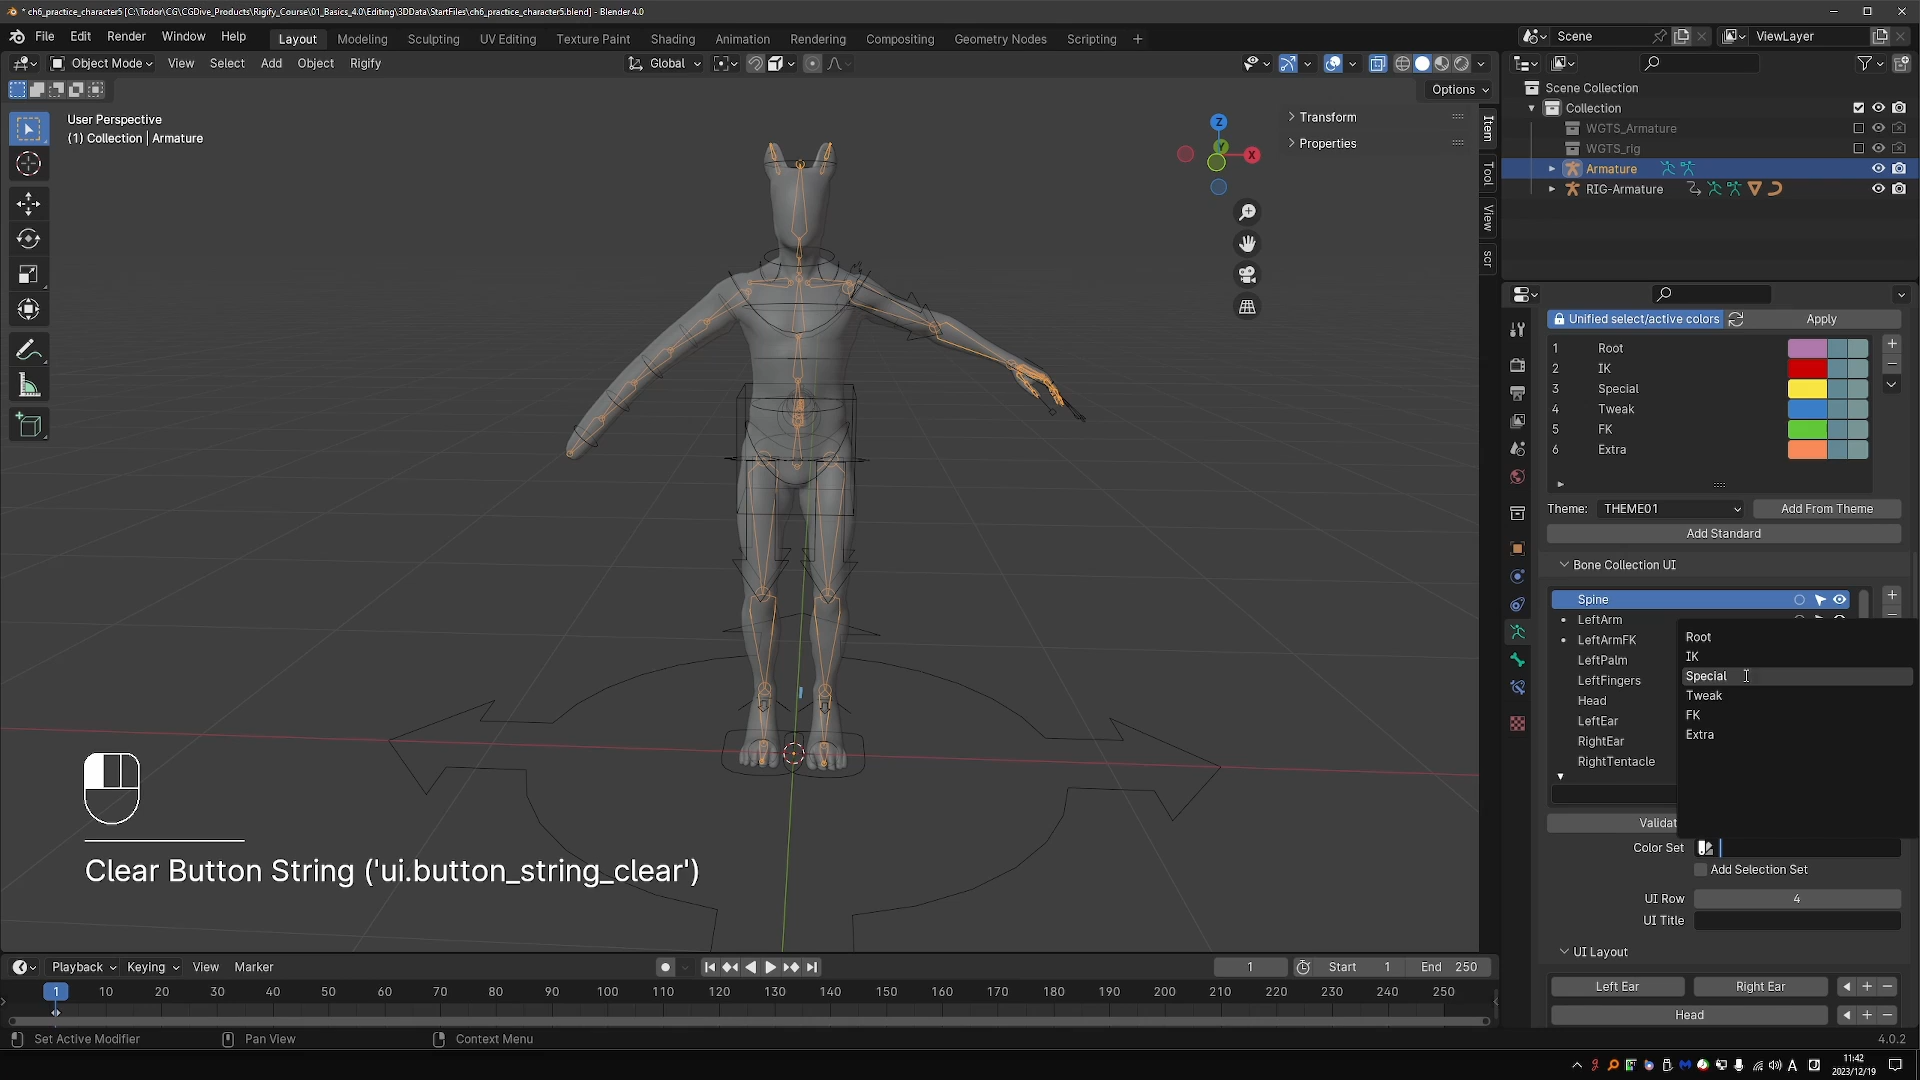 * ch6_practice_character5 [C:\Todor\CG\CGDive_Products\Rigify_Course\01_Basics_4.0\Editing\3DData\StartFiles\ch6_practice_character5.blend] - Blender 4.0
File Edit Render Window Help
Layout Modeling Sculpting UV Editing Texture Paint Shading Animation Rendering Compositing Geometry Nodes Scripting +
Scene
ViewLayer
Object Mode View Select Add Object Rigify
Global
Options
User Perspective
(1) Collection | Armature
Transform
Properties
Item
Tool
View
scr
Z
Y
X
Scene Collection
Collection
WGTS_Armature
WGTS_rig
Armature
RIG-Armature
Unified select/active colors
Apply
1 Root
2 IK
3 Special
4 Tweak
5 FK
6 Extra
Theme: THEME01
Add From Theme
Add Standard
Bone Collection UI
Spine
LeftArm
LeftArmFK
LeftPalm
LeftFingers
Head
LeftEar
RightEar
RightTentacle
Root
IK
Special
Tweak
FK
Extra
Validat
Color Set
Add Selection Set
UI Row 4
UI Title
UI Layout
Left Ear Right Ear
Head
Clear Button String ('ui.button_string_clear')
Playback Keying View Marker
1 Start 1 End 250
1 10 20 30 40 50 60 70 80 90 100 110 120 130 140 150 160 170 180 190 200 210 220 230 240 250
Set Active Modifier Pan View Context Menu
4.0.2
A
11:42
2023/12/19